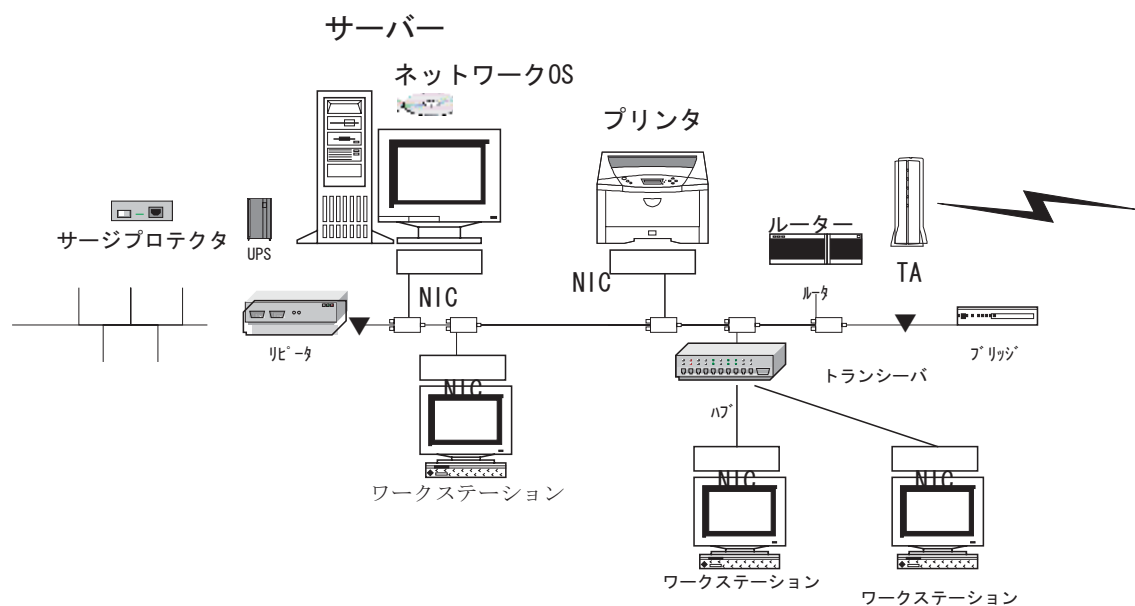 サーバー
ネットワークOS
プリンタ
サージプロテクタ
UPS
ルーター
NIC
NIC
TA
ﾙｰﾀ
ﾘﾋﾟｰﾀ
ﾌﾞﾘｯｼﾞ
トランシーバ
NIC
ﾊﾌﾞ
ワークステーション
NIC
NIC
ワークステーション
ワークステーション